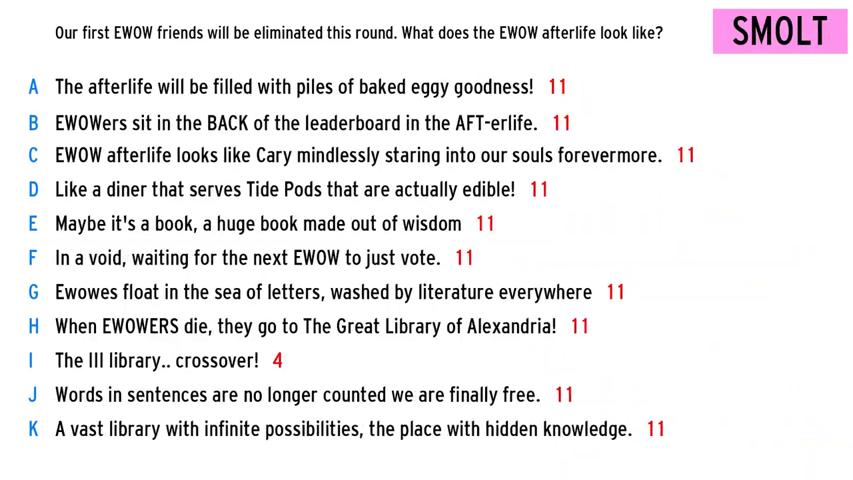 Our first EWOW friends will be eliminated this round. What does the EWOW afterlife look like?
SMOLT
A The afterlife will be filled with piles of baked eggy goodness! 11
B EWOWers sit in the BACK of the leaderboard in the AFT-erlife. 11
C EWOW afterlife looks like Cary mindlessly staring into our souls forevermore. 11
D Like a diner that serves Tide Pods that are actually edible! 11
E Maybe it's a book, a huge book made out of wisdom 11
F In a void, waiting for the next EWOW to just vote. 11
G Ewowes float in the sea of letters, washed by literature everywhere 11
H When EWOWERS die, they go to The Great Library of Alexandria! 11
I The III library.. crossover! 4
J Words in sentences are no longer counted we are finally free. 11
K A vast library with infinite possibilities, the place with hidden knowledge. 11